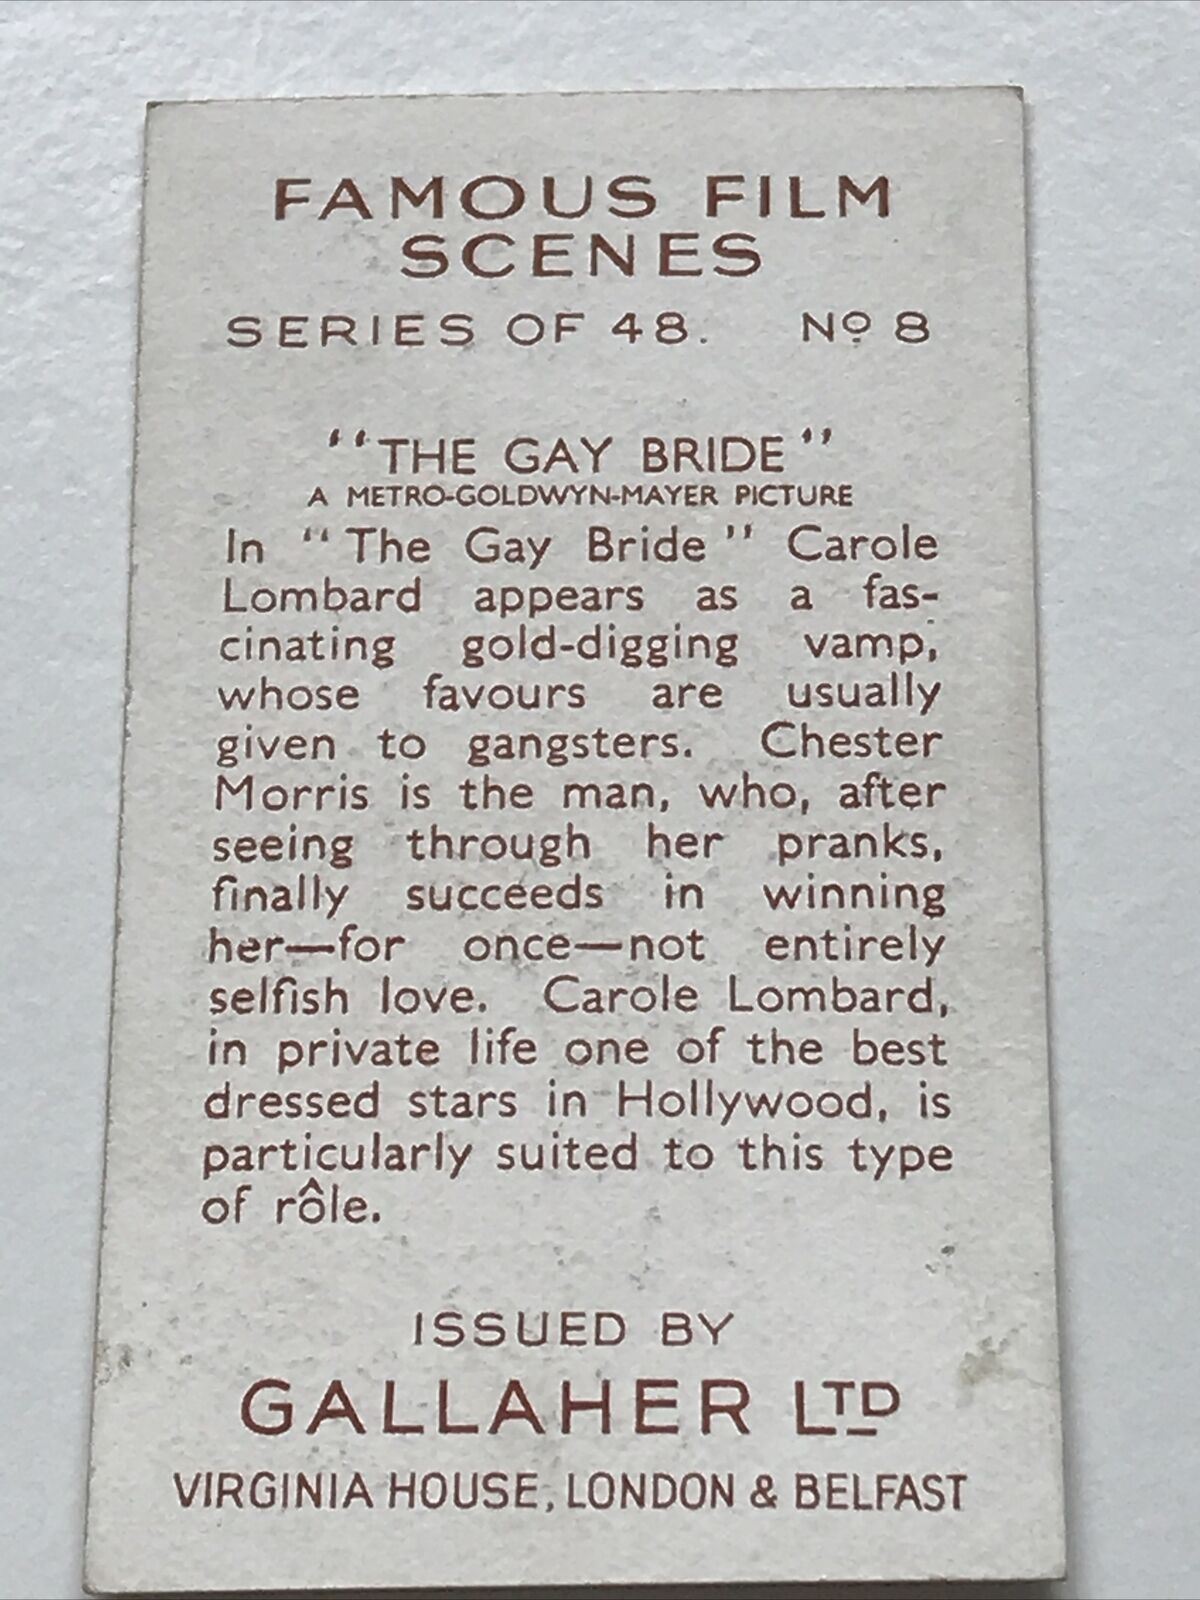 FAMOUS FILM
SCENES
SERIES OF 48. Nº 8
"THE GAY BRIDE"
A METRO-GOLDWYN-MAYER PICTURE
In "The Gay Bride" Carole
Lombard appears as a fas-
cinating gold-digging vamp,
whose favours are usually
given to gangsters. Chester
Morris is the man, who, after
seeing through her pranks,
finally succeeds in winning
her—for once—not entirely
selfish love. Carole Lombard,
in private life one of the best
dressed stars in Hollywood, is
particularly suited to this type
of rôle.
ISSUED BY
GALLAHER LTD
VIRGINIA HOUSE, LONDON & BELFAST